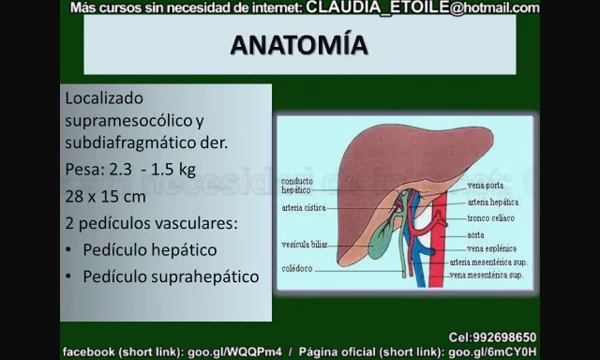 Más cursos sin necesidad de internet: CLAUDIA_ETOILE@hotmail.com
ANATOMÍA
Localizado
supramesocólico y
subdiafragmático der.
Pesa: 2.3 - 1.5 kg
28 x 15 cm
2 pedículos vasculares:
• Pedículo hepático
• Pedículo suprahepático
conducto
hepático
arteria cística
vesícula biliar
colédoco
vena porta
arteria hepática
tronco celíaco
aorta
vena esplénica
arteria mesentérica sup.
vena mesentérica sup.
Cel:992698650
facebook (short link): goo.gl/WQQPm4 / Página oficial (short link): goo.gl/6mCY0H